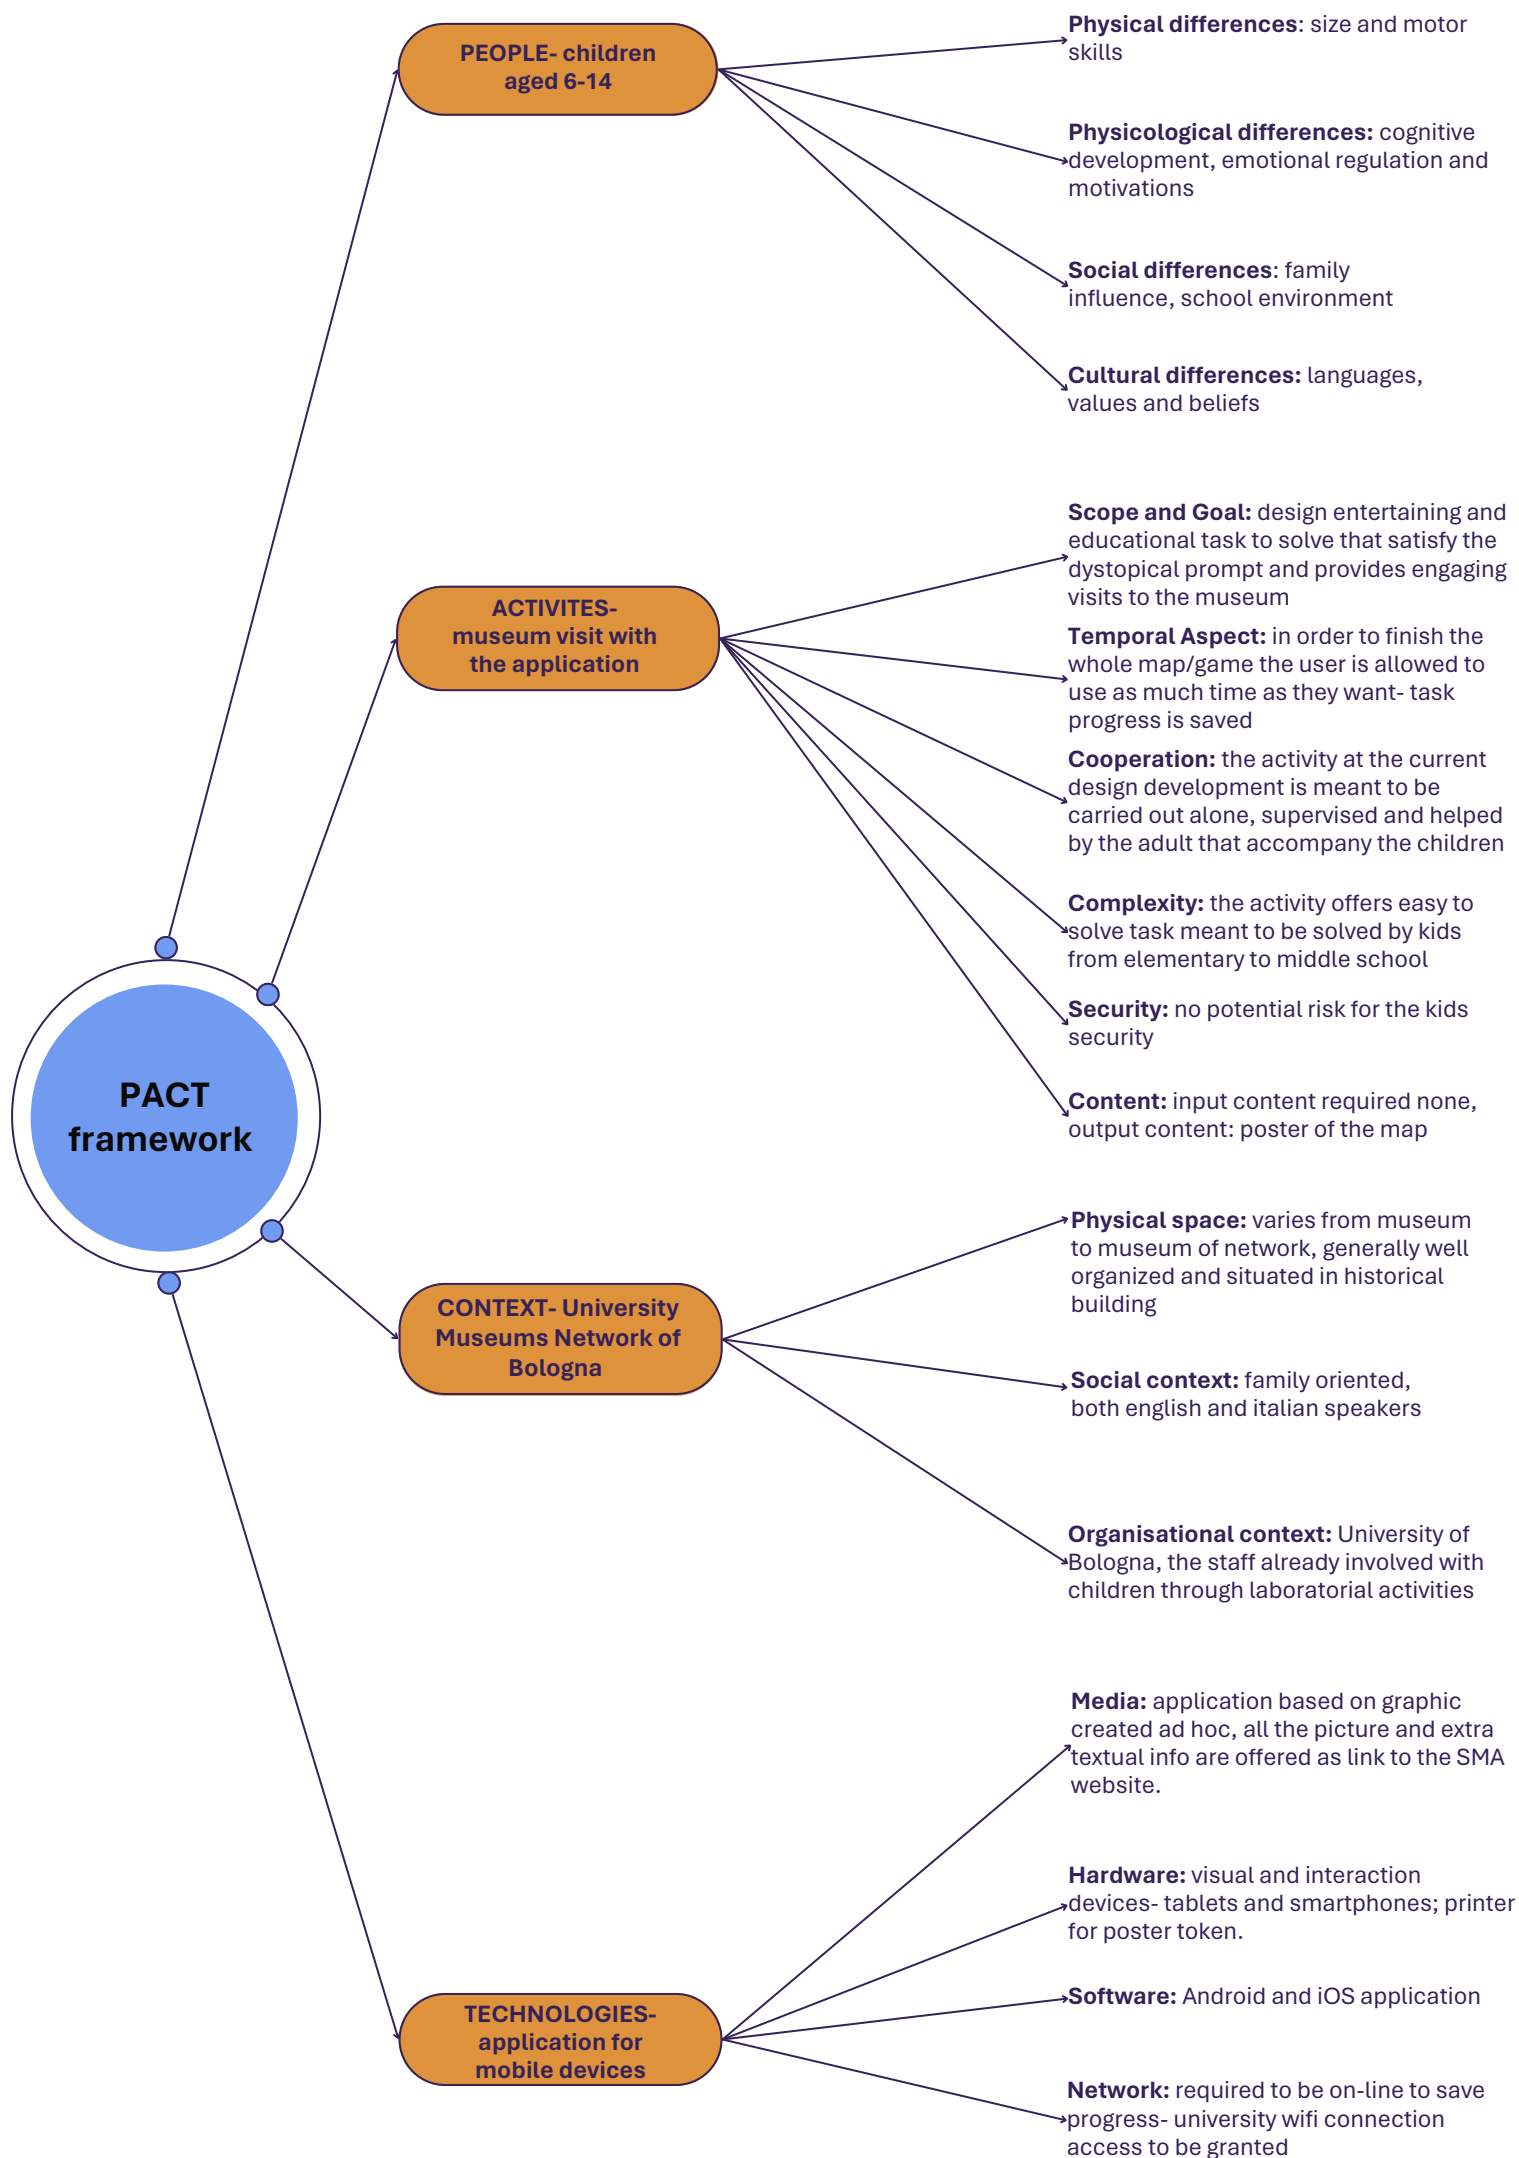 PEOPLE- children
aged 6-14
Physical differences: size and motor
skills
Physicological differences: cognitive
development, emotional regulation and
motivations
Social differences: family
influence, school environment
Cultural differences: languages,
values and beliefs
ACTIVITES-
museum visit with
the application
Scope and Goal: design entertaining and
educational task to solve that satisfy the
dystopical prompt and provides engaging
visits to the museum
Temporal Aspect: in order to finish the
whole map/game the user is allowed to
use as much time as they want- task
progress is saved
Cooperation: the activity at the current
design development is meant to be
carried out alone, supervised and helped
by the adult that accompany the children
Complexity: the activity offers easy to
solve task meant to be solved by kids
from elementary to middle school
Security: no potential risk for the kids
security
Content: input content required none,
output content: poster of the map
PACT
framework
CONTEXT- University
Museums Network of
Bologna
Physical space: varies from museum
to museum of network, generally well
organized and situated in historical
building
Social context: family oriented,
both english and italian speakers
Organisational context: University of
Bologna, the staff already involved with
children through laboratorial activities
TECHNOLOGIES-
application for
mobile devices
Media: application based on graphic
created ad hoc, all the picture and extra
textual info are offered as link to the SMA
website.
Hardware: visual and interaction
devices- tablets and smartphones; printer
for poster token.
Software: Android and iOS application
Network: required to be on-line to save
progress- university wifi connection
access to be granted